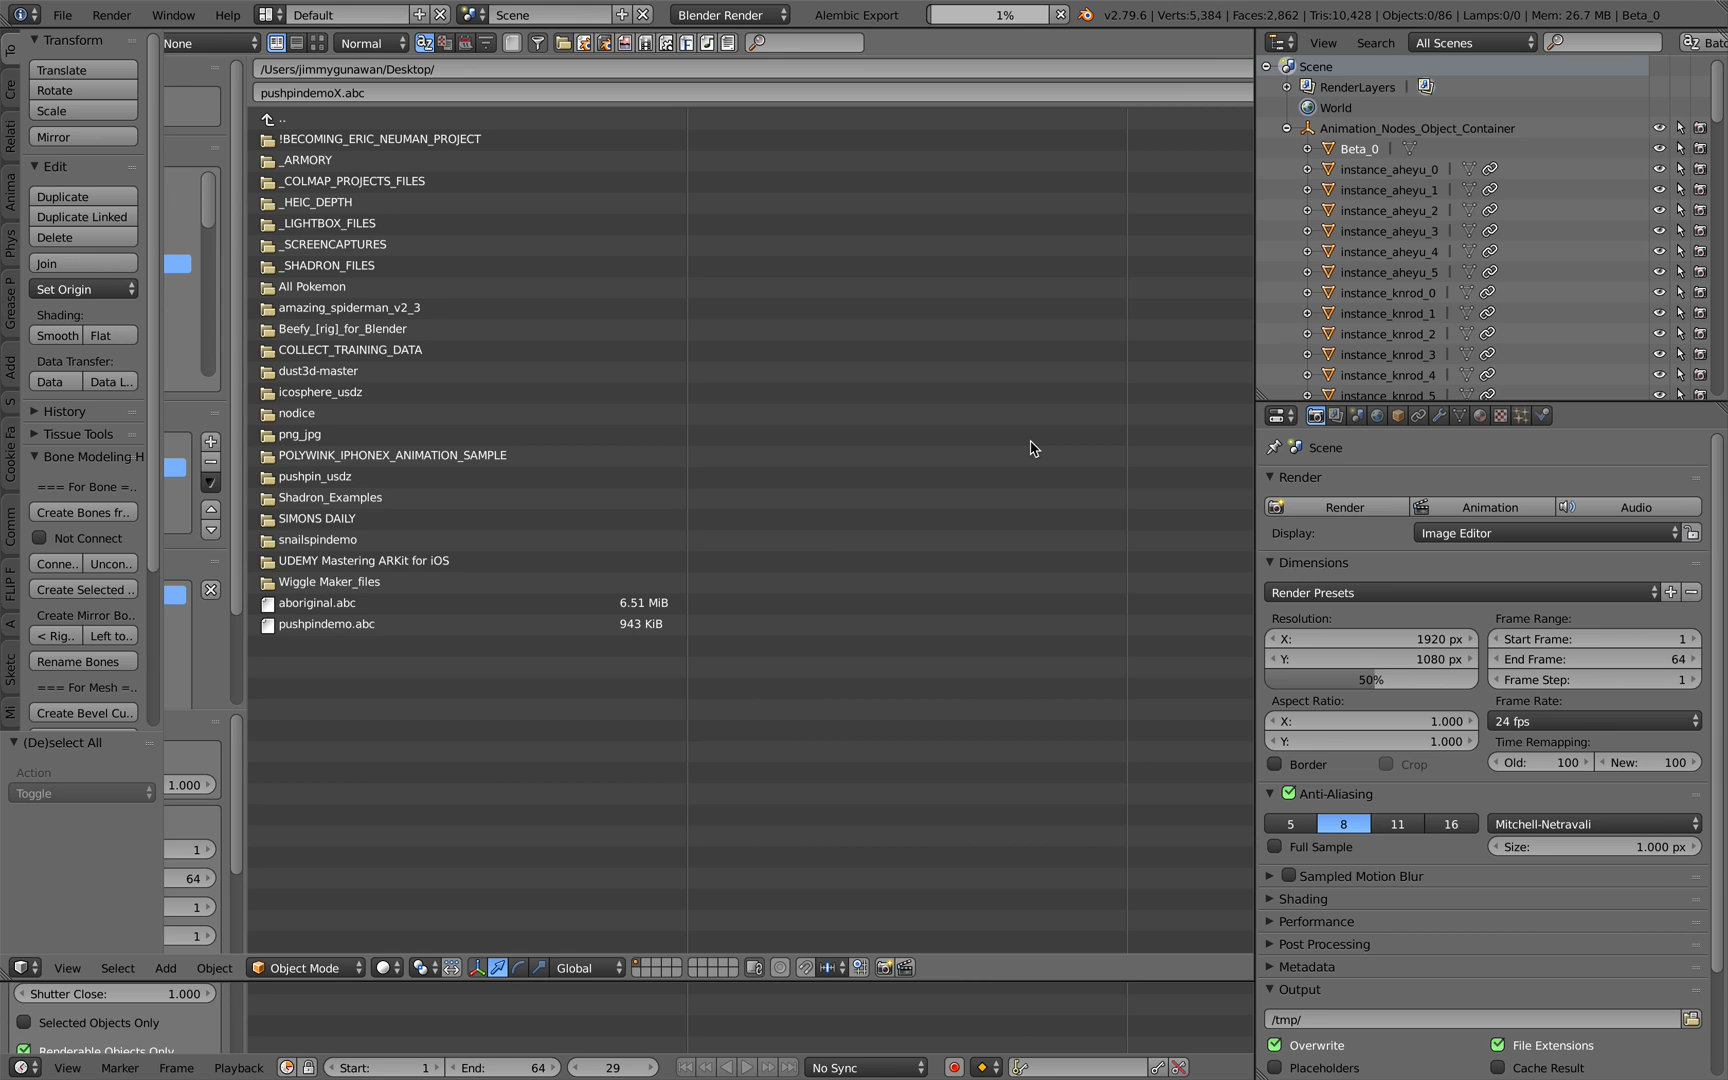 File Render Window Help Default Scene Blender Render Alembic Export 1% v2.79.6 | Verts:5,384 | Faces:2,862 | Tris:10,428 | Objects:0/86 | Lamps:0/0 | Mem: 26.7 MB | Beta_0
Transform
Translate
Rotate
Scale
Mirror
Edit
Duplicate
Duplicate Linked
Delete
Join
Set Origin
Shading:
Smooth Flat
Data Transfer:
Data Data L..
History
Tissue Tools
Bone Modeling H
=== For Bone =..
Create Bones fr..
Not Connect
Conne.. Uncon..
Create Selected ..
Create Mirror Bo..
< Rig.. Left to..
Rename Bones
=== For Mesh =..
Create Bevel Cu..
(De)select All
Action
Toggle
To
Cre
Relati
Anima
Phys
Grease P
Add
S
Cookie Fa
Comm
FLIP F
A
Sketc
Mi
None Normal
1.000
1
64
1
1
/Users/jimmygunawan/Desktop/
pushpindemoX.abc
..
!BECOMING_ERIC_NEUMAN_PROJECT
_ARMORY
_COLMAP_PROJECTS_FILES
_HEIC_DEPTH
_LIGHTBOX_FILES
_SCREENCAPTURES
_SHADRON_FILES
All Pokemon
amazing_spiderman_v2_3
Beefy_[rig]_for_Blender
COLLECT_TRAINING_DATA
dust3d-master
icosphere_usdz
nodice
png_jpg
POLYWINK_IPHONEX_ANIMATION_SAMPLE
pushpin_usdz
Shadron_Examples
SIMONS DAILY
snailspindemo
UDEMY Mastering ARKit for iOS
Wiggle Maker_files
aboriginal.abc 6.51 MiB
pushpindemo.abc 943 KiB
View Select Add Object Object Mode Global
Shutter Close: 1.000
Selected Objects Only
Renderable Objects Only
View Marker Frame Playback Start: 1 End: 64 29 No Sync
View Search All Scenes Batc
Scene
RenderLayers |
World
Animation_Nodes_Object_Container
Beta_0 |
instance_aheyu_0 |
instance_aheyu_1 |
instance_aheyu_2 |
instance_aheyu_3 |
instance_aheyu_4 |
instance_aheyu_5 |
instance_knrod_0 |
instance_knrod_1 |
instance_knrod_2 |
instance_knrod_3 |
instance_knrod_4 |
instance_knrod_5 |
Scene
Render
Render Animation Audio
Display: Image Editor
Dimensions
Render Presets
Resolution: Frame Range:
X: 1920 px Start Frame: 1
Y: 1080 px End Frame: 64
50% Frame Step: 1
Aspect Ratio: Frame Rate:
X: 1.000 24 fps
Y: 1.000 Time Remapping:
Border Crop Old: 100 New: 100
Anti-Aliasing
5 8 11 16 Mitchell-Netravali
Full Sample Size: 1.000 px
Sampled Motion Blur
Shading
Performance
Post Processing
Metadata
Output
/tmp/
Overwrite File Extensions
Placeholders Cache Result